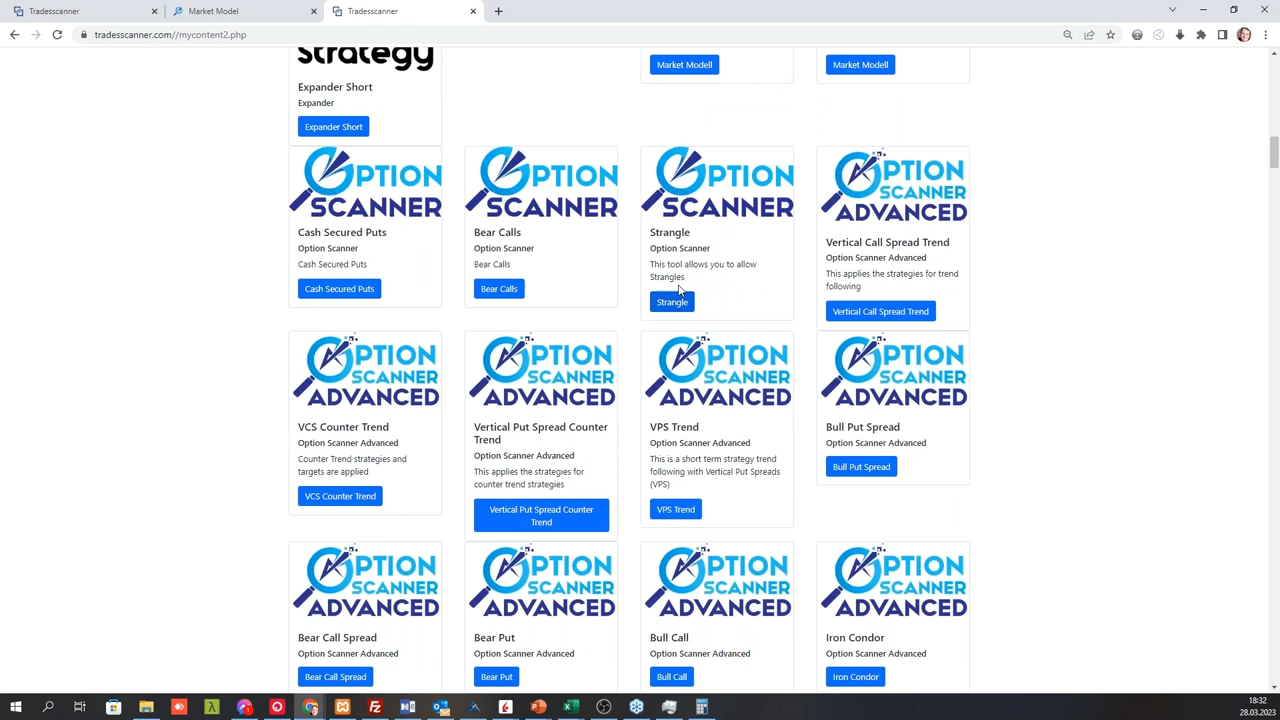 Tradesscanner
Market Model
Tradesscanner
tradesscanner.com//mycontent2.php
Strategy
Expander Short
Expander
Expander Short
Market Modell
Market Modell
OPTION
SCANNER
Cash Secured Puts
Option Scanner
Cash Secured Puts
Cash Secured Puts
OPTION
SCANNER
Bear Calls
Option Scanner
Bear Calls
Bear Calls
OPTION
SCANNER
Strangle
Option Scanner
This tool allows you to allow
Strangles
Strangle
OPTION
SCANNER
ADVANCED
Vertical Call Spread Trend
Option Scanner Advanced
This applies the strategies for trend
following
Vertical Call Spread Trend
OPTION
SCANNER
ADVANCED
VCS Counter Trend
Option Scanner Advanced
Counter Trend strategies and
targets are applied
VCS Counter Trend
OPTION
SCANNER
ADVANCED
Vertical Put Spread Counter
Trend
Option Scanner Advanced
This applies the strategies for
counter trend strategies
Vertical Put Spread Counter
Trend
OPTION
SCANNER
ADVANCED
VPS Trend
Option Scanner Advanced
This is a short term strategy trend
following with Vertical Put Spreads
(VPS)
VPS Trend
OPTION
SCANNER
ADVANCED
Bull Put Spread
Option Scanner Advanced
Bull Put Spread
OPTION
SCANNER
ADVANCED
Bear Call Spread
Option Scanner Advanced
Bear Call Spread
OPTION
SCANNER
ADVANCED
Bear Put
Option Scanner Advanced
Bear Put
OPTION
SCANNER
ADVANCED
Bull Call
Option Scanner Advanced
Bull Call
OPTION
SCANNER
ADVANCED
Iron Condor
Option Scanner Advanced
Iron Condor
18:32
28.03.2023